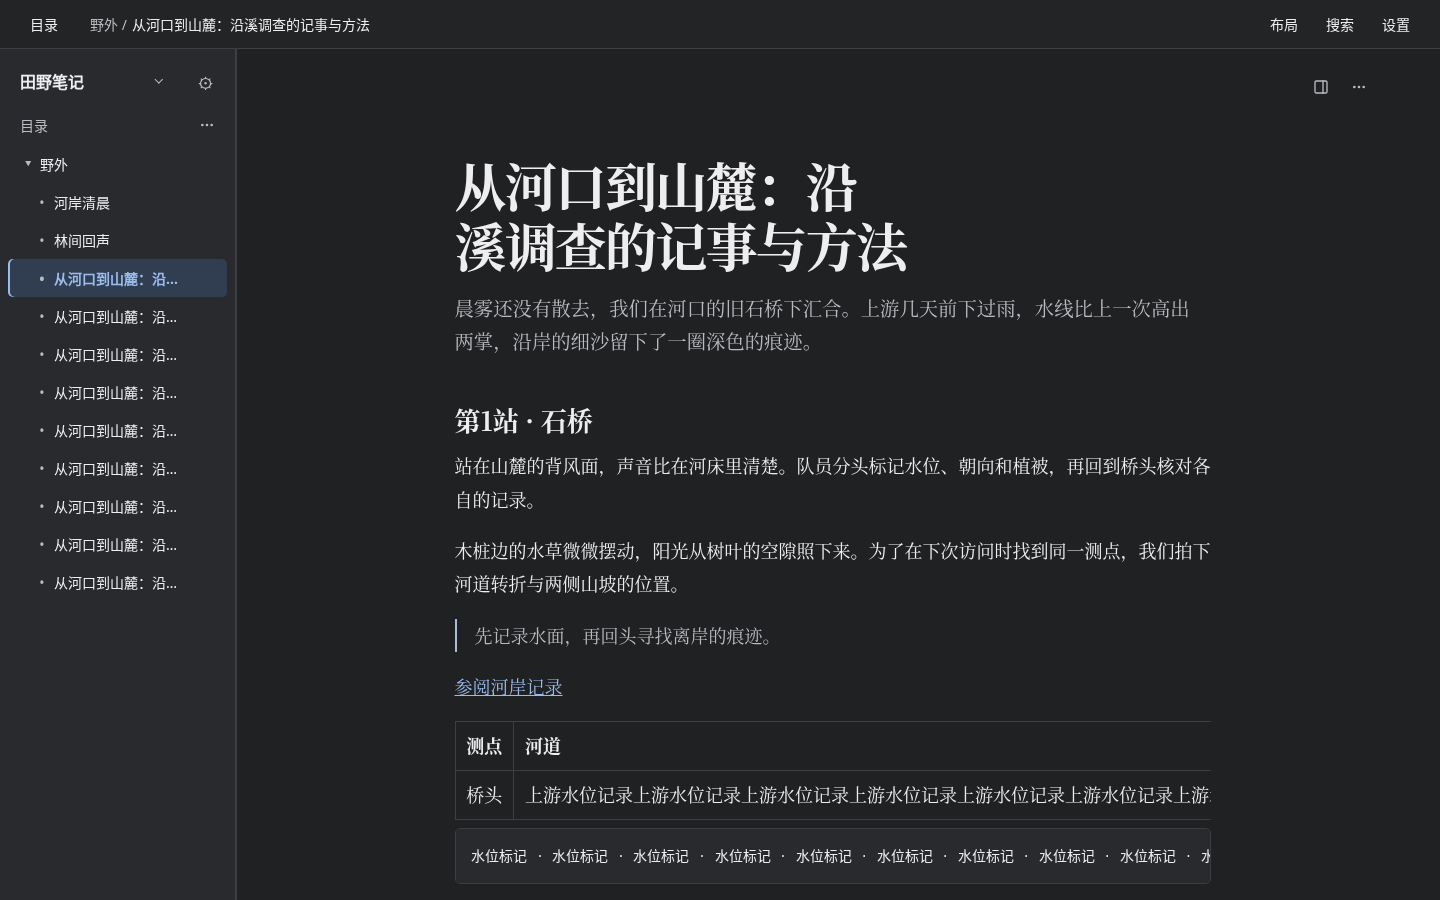 目录
野外 / 从河口到山麓：沿溪调查的记事与方法
布局
搜索
设置
田野笔记
目录
野外
河岸清晨
林间回声
从河口到山麓：沿...
从河口到山麓：沿...
从河口到山麓：沿...
从河口到山麓：沿...
从河口到山麓：沿...
从河口到山麓：沿...
从河口到山麓：沿...
从河口到山麓：沿...
从河口到山麓：沿...
从河口到山麓：沿
溪调查的记事与方法
晨雾还没有散去，我们在河口的旧石桥下汇合。上游几天前下过雨，水线比上一次高出
两掌，沿岸的细沙留下了一圈深色的痕迹。
第1站 · 石桥
站在山麓的背风面，声音比在河床里清楚。队员分头标记水位、朝向和植被，再回到桥头核对各
自的记录。
木桩边的水草微微摆动，阳光从树叶的空隙照下来。为了在下次访问时找到同一测点，我们拍下
河道转折与两侧山坡的位置。
先记录水面，再回头寻找离岸的痕迹。
参阅河岸记录
测点 河道
桥头 上游水位记录上游水位记录上游水位记录上游水位记录上游水位记录上游水位记录上游
水位标记 · 水位标记 · 水位标记 · 水位标记 · 水位标记 · 水位标记 · 水位标记 · 水位标记 · 水位标记 ·